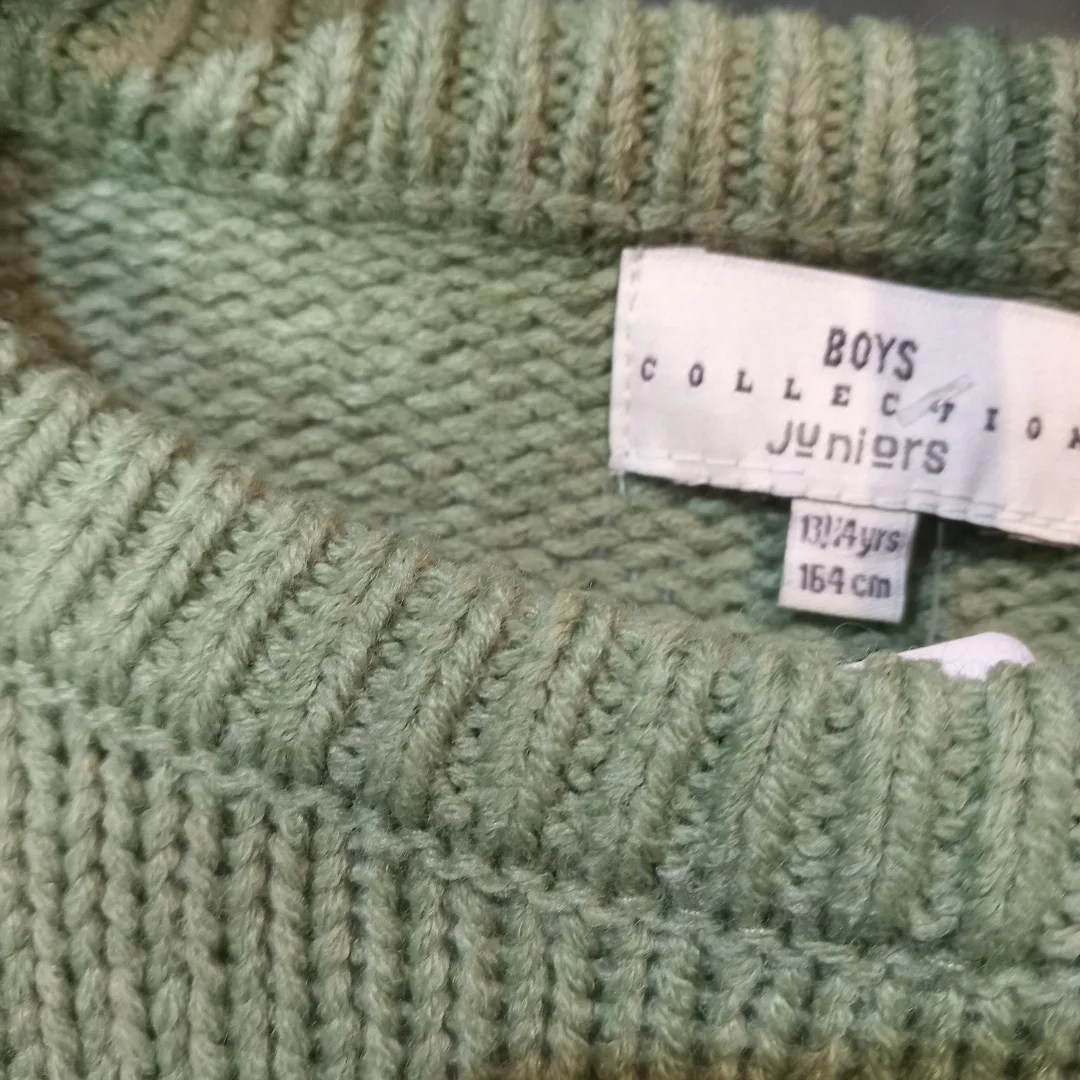 BOYS
COLLECTION
Juniors
13/14yrs
164 cm